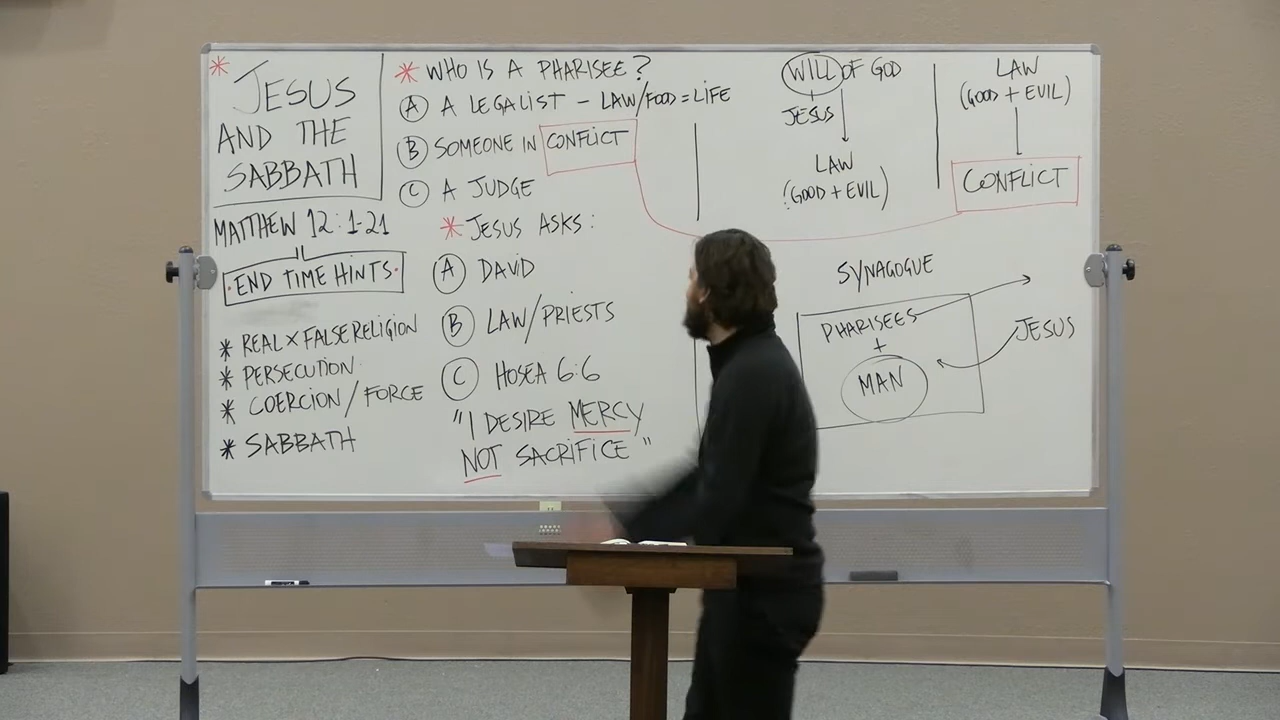 * JESUS
AND THE
SABBATH
MATTHEW 12:1-21
END TIME HINTS
* REAL X FALSE RELIGION
* PERSECUTION
* COERCION/FORCE
* SABBATH
* WHO IS A PHARISEE?
A A LEGALIST - LAW/FOOD = LIFE
B SOMEONE IN CONFLICT
C A JUDGE
* JESUS ASKS:
A DAVID
B LAW/PRIESTS
C HOSEA 6:6
"I DESIRE MERCY
NOT SACRIFICE"
WILL OF GOD
JESUS
LAW
(GOOD + EVIL)
LAW
(GOOD + EVIL)
CONFLICT
SYNAGOGUE
PHARISEES
+
MAN
JESUS